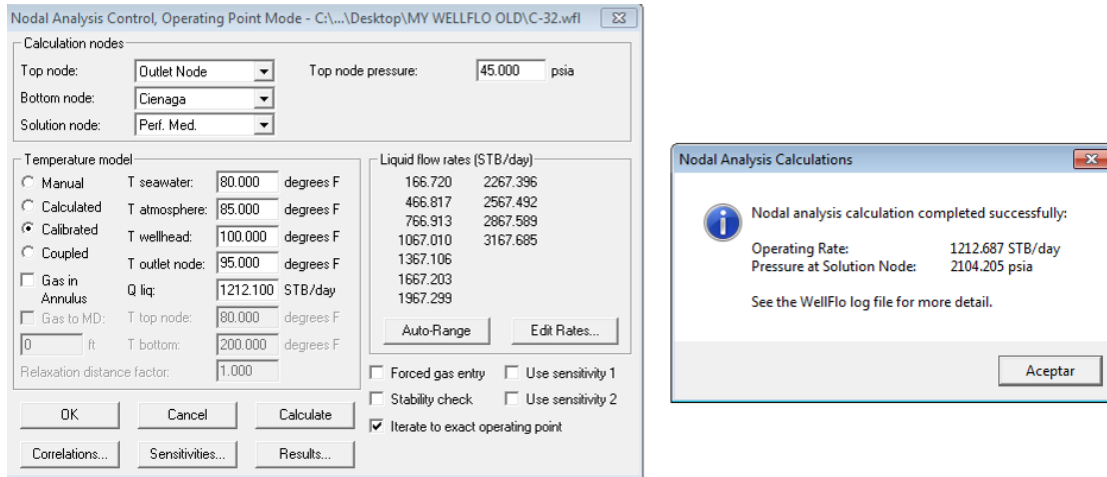 Nodal Analysis Control, Operating Point Mode - C:\...\Desktop\MY WELLFLO OLD\C-32.wfl
Calculation nodes
Top node: Outlet Node Top node pressure: 45.000 psia
Bottom node: Cienaga
Solution node: Perf. Med.
Temperature model
Manual T seawater: 80.000 degrees F
Calculated T atmosphere: 85.000 degrees F
Calibrated T wellhead: 100.000 degrees F
Coupled T outlet node: 95.000 degrees F
Gas in Annulus Q liq: 1212.100 STB/day
Gas to MD: T top node: 80.000 degrees F
0 ft T bottom: 200.000 degrees F
Relaxation distance factor: 1.000
Liquid flow rates (STB/day)
166.720 2267.396
466.817 2567.492
766.913 2867.589
1067.010 3167.685
1367.106
1667.203
1967.299
Auto-Range Edit Rates...
Forced gas entry Use sensitivity 1
Stability check Use sensitivity 2
Iterate to exact operating point
OK Cancel Calculate
Correlations... Sensitivities... Results...
Nodal Analysis Calculations
Nodal analysis calculation completed successfully:
Operating Rate: 1212.687 STB/day
Pressure at Solution Node: 2104.205 psia
See the WellFlo log file for more detail.
Aceptar